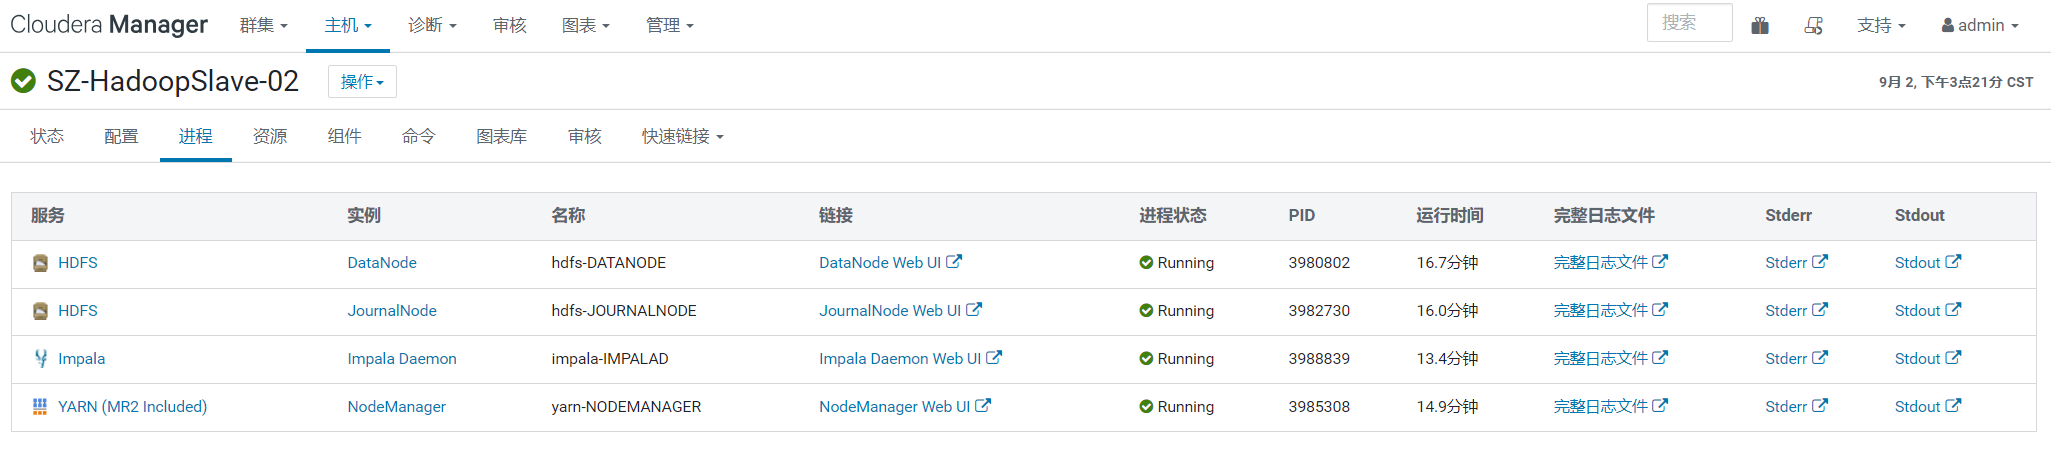 Cloudera Manager 群集 主机 诊断 审核 图表 管理 搜索 支持 admin
SZ-HadoopSlave-02 操作 9月 2, 下午3点21分 CST
状态 配置 进程 资源 组件 命令 图表库 审核 快速链接
服务 实例 名称 链接 进程状态 PID 运行时间 完整日志文件 Stderr Stdout
HDFS DataNode hdfs-DATANODE DataNode Web UI Running 3980802 16.7分钟 完整日志文件 Stderr Stdout
HDFS JournalNode hdfs-JOURNALNODE JournalNode Web UI Running 3982730 16.0分钟 完整日志文件 Stderr Stdout
Impala Impala Daemon impala-IMPALAD Impala Daemon Web UI Running 3988839 13.4分钟 完整日志文件 Stderr Stdout
YARN (MR2 Included) NodeManager yarn-NODEMANAGER NodeManager Web UI Running 3985308 14.9分钟 完整日志文件 Stderr Stdout